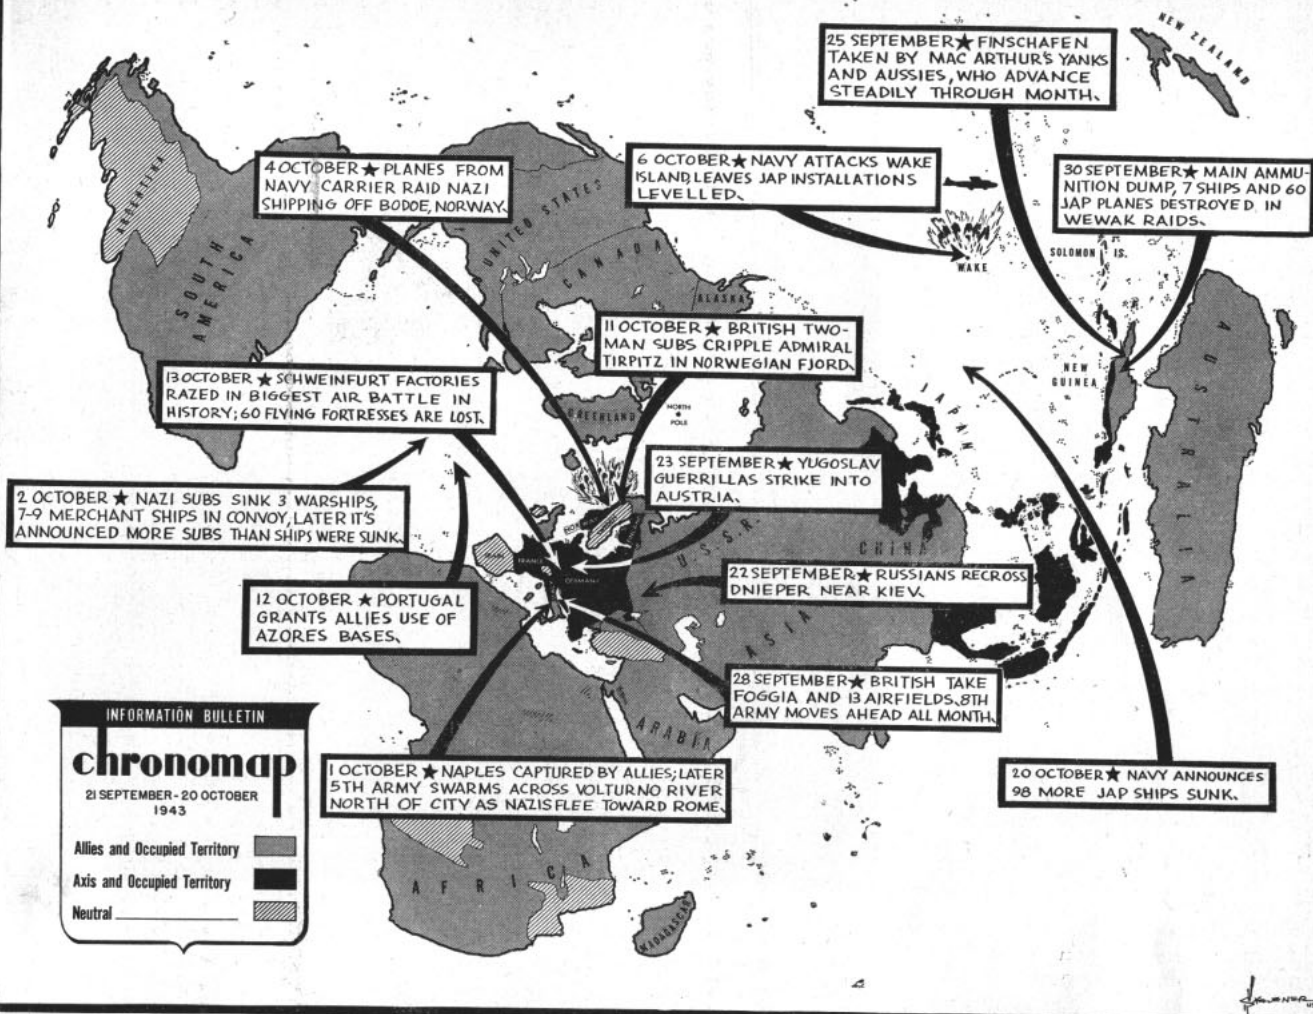 NEW ZEALAND
25 SEPTEMBER ★ FINSCHAFEN
TAKEN BY MAC ARTHUR'S YANKS
AND AUSSIES, WHO ADVANCE
STEADILY THROUGH MONTH.
4 OCTOBER ★ PLANES FROM
NAVY CARRIER RAID NAZI
SHIPPING OFF BODOE, NORWAY.
6 OCTOBER ★ NAVY ATTACKS WAKE
ISLAND, LEAVES JAP INSTALLATIONS
LEVELLED.
30 SEPTEMBER ★ MAIN AMMU-
NITION DUMP, 7 SHIPS AND 60
JAP PLANES DESTROYED IN
WEWAK RAIDS.
ARGENTINA
SOUTH
AMERICA
UNITED STATES
CANADA
ALASKA
WAKE
SOLOMON IS.
11 OCTOBER ★ BRITISH TWO-
MAN SUBS CRIPPLE ADMIRAL
TIRPITZ IN NORWEGIAN FJORD.
13 OCTOBER ★ SCHWEINFURT FACTORIES
RAZED IN BIGGEST AIR BATTLE IN
HISTORY; 60 FLYING FORTRESSES ARE LOST.
GREENLAND
NORTH
POLE
JAPAN
NEW
GUINEA
AUSTRALIA
23 SEPTEMBER ★ YUGOSLAV
GUERRILLAS STRIKE INTO
AUSTRIA.
2 OCTOBER ★ NAZI SUBS SINK 3 WARSHIPS,
7-9 MERCHANT SHIPS IN CONVOY, LATER IT'S
ANNOUNCED MORE SUBS THAN SHIPS WERE SUNK.
SPAIN
FRANCE
GERMANY
U.S.S.R.
CHINA
22 SEPTEMBER ★ RUSSIANS RECROSS
DNIEPER NEAR KIEV.
12 OCTOBER ★ PORTUGAL
GRANTS ALLIES USE OF
AZORES BASES.
ASIA
28 SEPTEMBER ★ BRITISH TAKE
FOGGIA AND 13 AIRFIELDS, 8TH
ARMY MOVES AHEAD ALL MONTH.
ARABIA
1 OCTOBER ★ NAPLES CAPTURED BY ALLIES; LATER
5TH ARMY SWARMS ACROSS VOLTURNO RIVER
NORTH OF CITY AS NAZIS FLEE TOWARD ROME.
20 OCTOBER ★ NAVY ANNOUNCES
98 MORE JAP SHIPS SUNK.
INFORMATION BULLETIN
chronomap
21 SEPTEMBER - 20 OCTOBER
1943
Allies and Occupied Territory
Axis and Occupied Territory
Neutral
AFRICA
MADAGASCAR